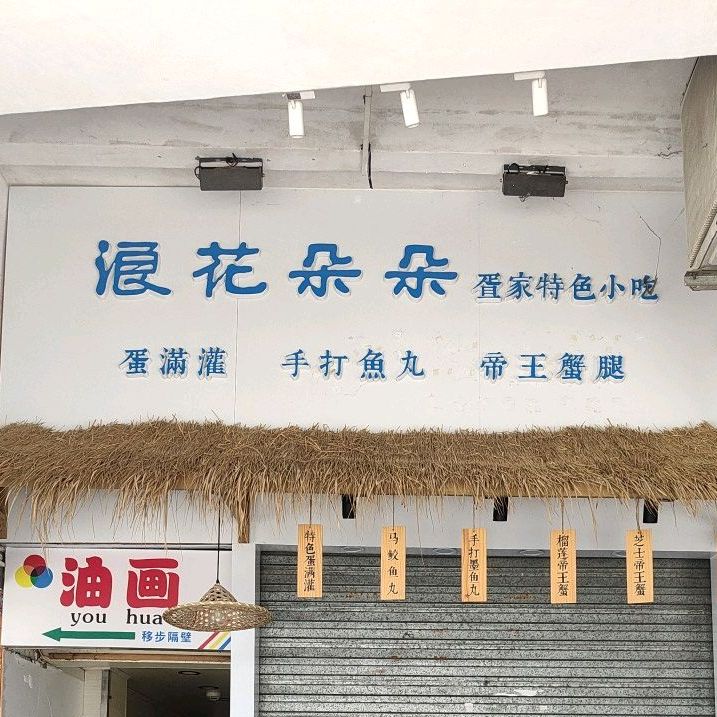 浪花朵朵 疍家特色小吃
蛋滿灌 手打魚丸 帝王蟹腿
特色蛋满灌
马鲛鱼丸
手打墨鱼丸
榴莲帝王蟹
芝士帝王蟹
油画
you hua
移步隔壁